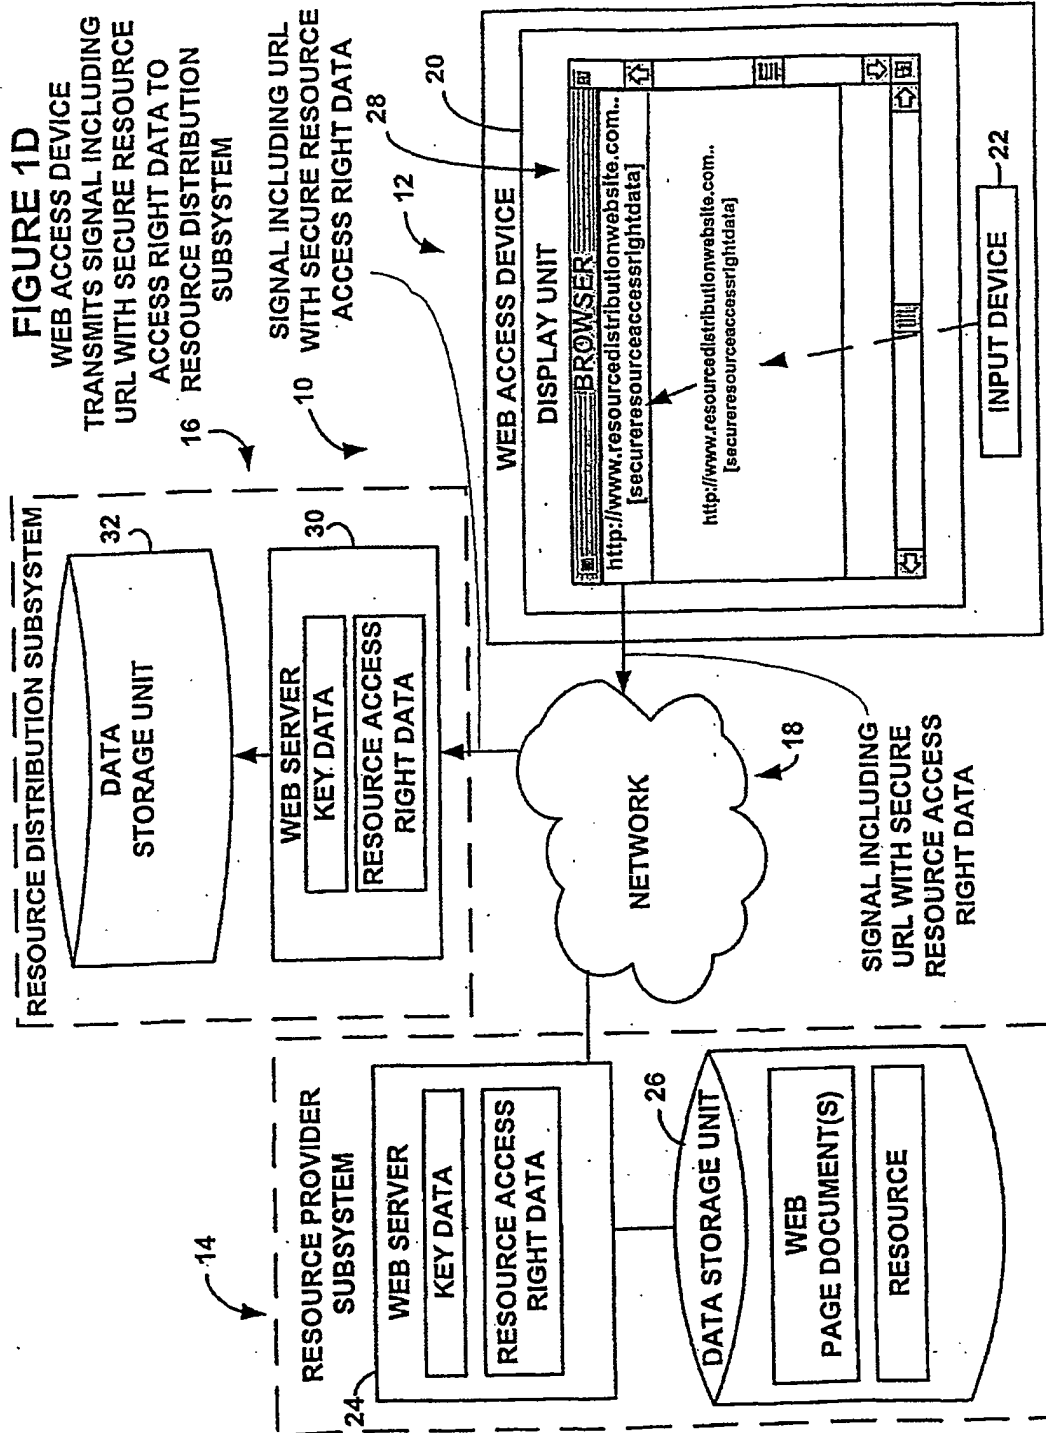 FIGURE 1D
WEB ACCESS DEVICE
TRANSMITS SIGNAL INCLUDING
URL WITH SECURE RESOURCE
ACCESS RIGHT DATA TO
RESOURCE DISTRIBUTION
SUBSYSTEM
16
10
SIGNAL INCLUDING URL
WITH SECURE RESOURCE
ACCESS RIGHT DATA
12
28
20
RESOURCE DISTRIBUTION SUBSYSTEM
DATA
STORAGE UNIT
32
WEB SERVER
30
KEY DATA
RESOURCE ACCESS
RIGHT DATA
WEB ACCESS DEVICE
DISPLAY UNIT
BROWSER
http://www.resourcedistributionwebsite.com..
[secureresourceaccessrightdata]
http://www.resourcedistributionwebsite.com..
[secureresourceaccessrightdata]
INPUT DEVICE
22
NETWORK
18
SIGNAL INCLUDING
URL WITH SECURE
RESOURCE ACCESS
RIGHT DATA
14
RESOURCE PROVIDER
SUBSYSTEM
24
WEB SERVER
KEY DATA
RESOURCE ACCESS
RIGHT DATA
DATA STORAGE UNIT
26
WEB
PAGE DOCUMENT(S)
RESOURCE